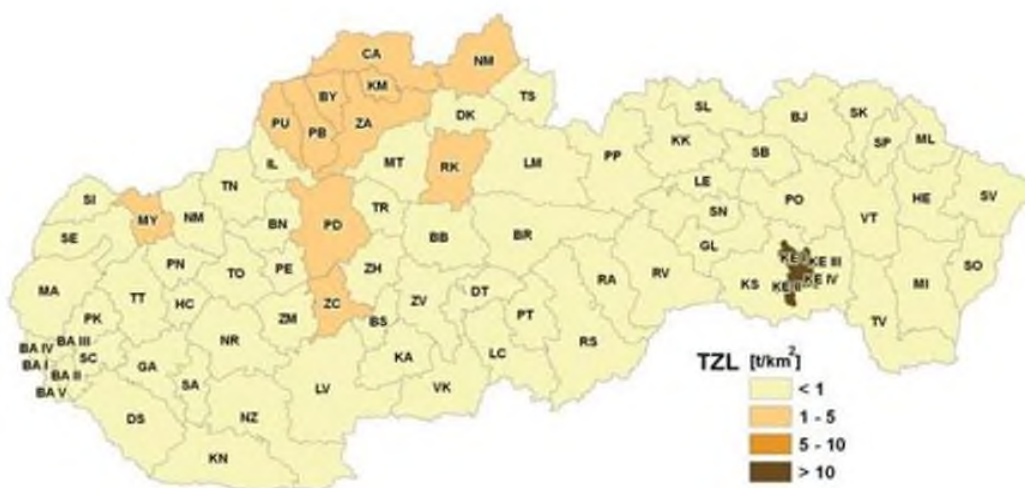 CA
NM
KM
BY
TS
PU
PB
ZA
DK
SL
BJ
SK
ML
SP
KK
SB
IL
MT
RK
LM
PP
LE
TN
SI
MY
NM
TR
SN
PO
HE
SV
VT
BN
PD
BB
BR
SE
GL
PN
TO
PE
ZH
RA
RV
KS
KE I
KE III
KE II
KE IV
MI
SO
MA
TT
HC
ZM
ZC
BS
ZV
DT
PT
TV
PK
NR
RS
BA IV
BA III
BA I
SC
BA II
BA V
GA
SA
LV
KA
VK
LC
DS
NZ
KN
TZL [t/km²]
< 1
1 - 5
5 - 10
> 10